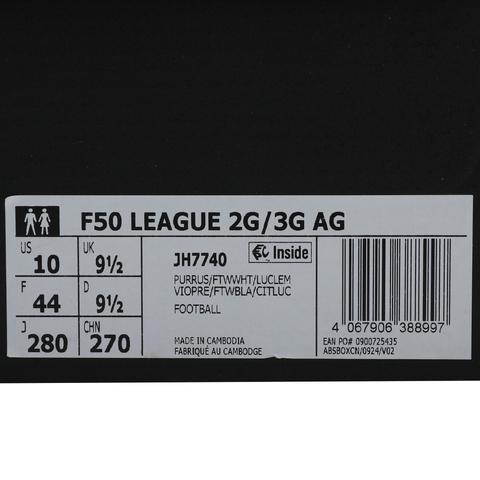 F50 LEAGUE 2G/3G AG
US 10
UK 9½
F 44
D 9½
J 280
CHN 270
JH7740
Inside
PURRUS/FTWWHT/LUCLEM
VIOPRE/FTWBLA/CITLUC
FOOTBALL
MADE IN CAMBODIA
FABRIQUÉ AU CAMBODGE
4 067906 388997
EAN PO# 0900725435
ABSBOXCN/0924/V02